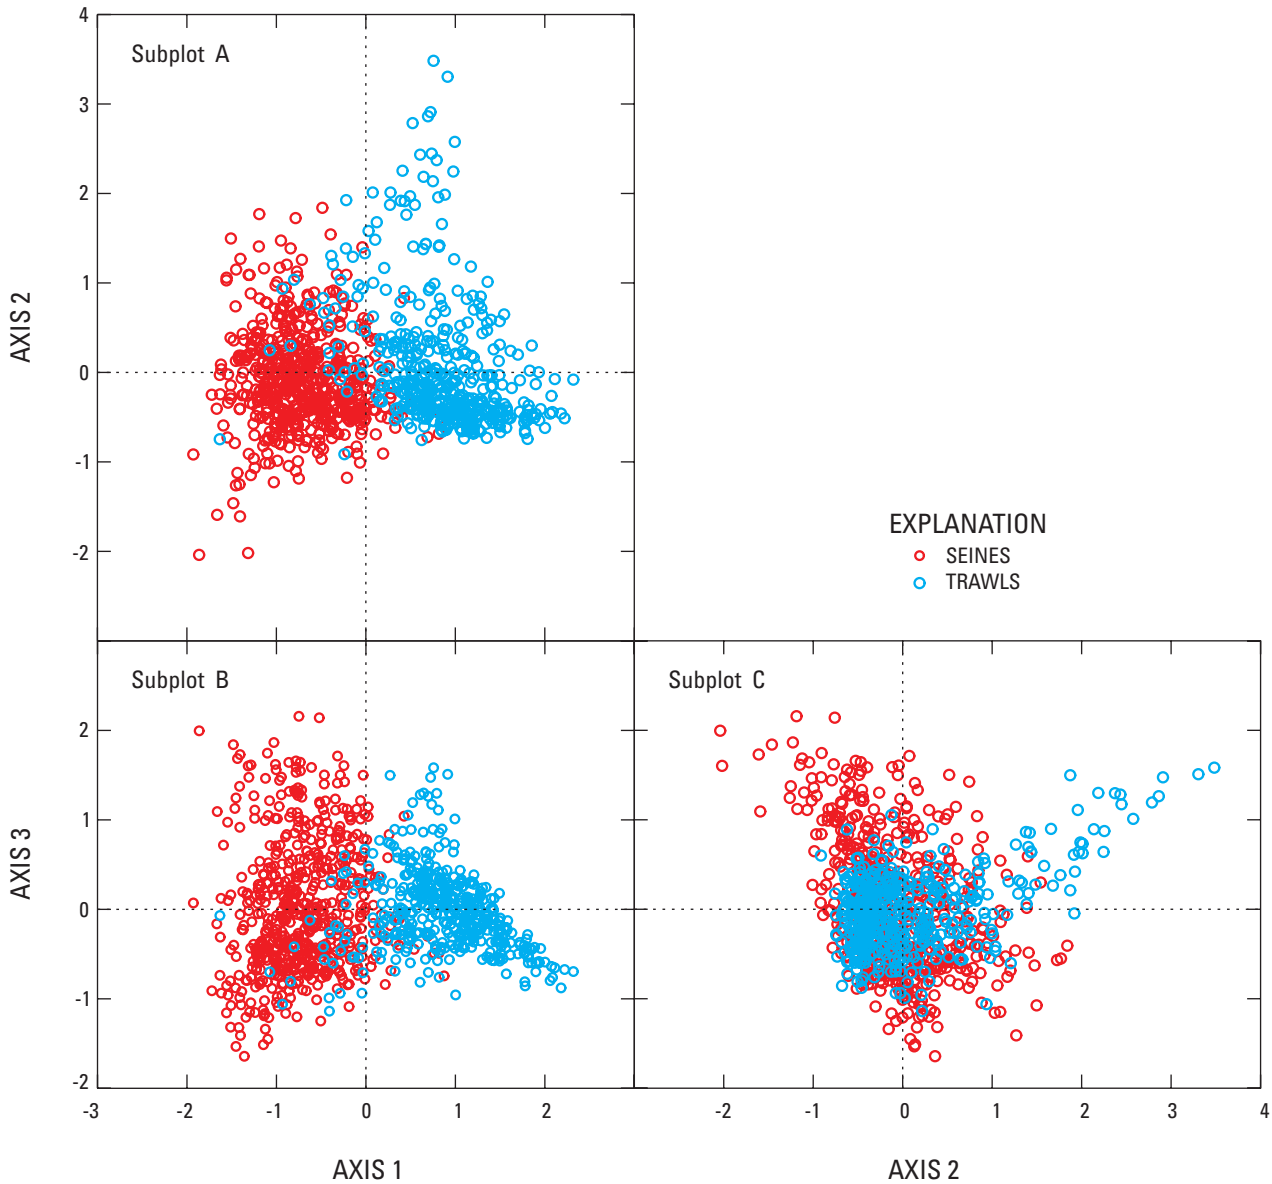 4
Subplot A
3
2
1
0
-1
-2
AXIS 2
EXPLANATION
SEINES
TRAWLS
Subplot B
Subplot C
2
1
0
-1
-2
AXIS 3
-3 -2 -1 0 1 2
-2 -1 0 1 2 3 4
AXIS 1
AXIS 2